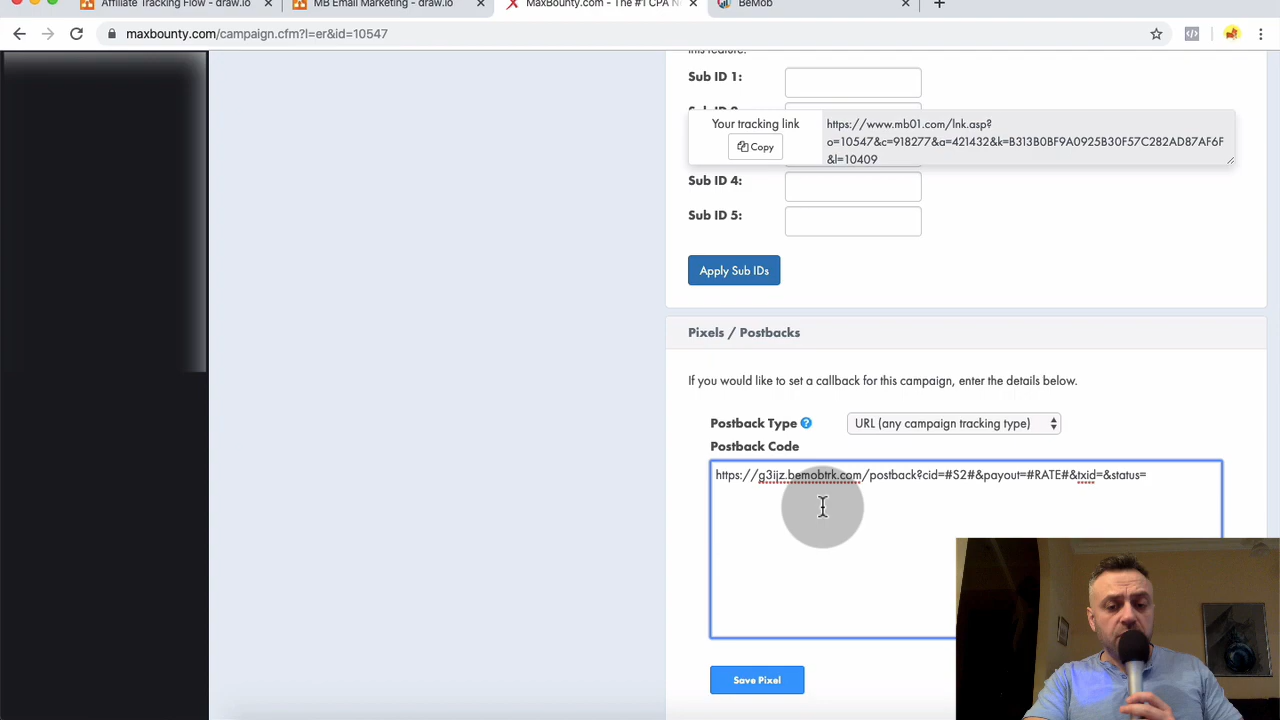 Affiliate Tracking Flow - draw.io
MB Email Marketing - draw.io
MaxBounty.com - The #1 CPA N
BeMob
maxbounty.com/campaign.cfm?l=er&id=10547
this feature.
Sub ID 1:
Your tracking link
Copy
https://www.mb01.com/lnk.asp?
o=10547&c=918277&a=421432&k=B313B0BF9A0925B30F57C282AD87AF6F
&l=10409
Sub ID 4:
Sub ID 5:
Apply Sub IDs
Pixels / Postbacks
If you would like to set a callback for this campaign, enter the details below.
Postback Type
URL (any campaign tracking type)
Postback Code
https://g3ijz.bemobtrk.com/postback?cid=#S2#&payout=#RATE#&txid=&status=
Save Pixel